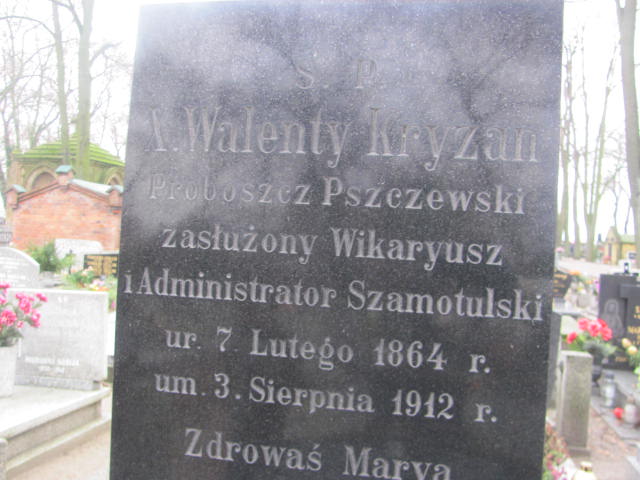 Ś. P.
X. Walenty Kryzan
Proboszcz Pszczewski
zasłużony Wikaryusz
i Administrator Szamotulski
ur. 7. Lutego 1864 r.
um. 3. Sierpnia 1912 r.
Zdrowaś Marya